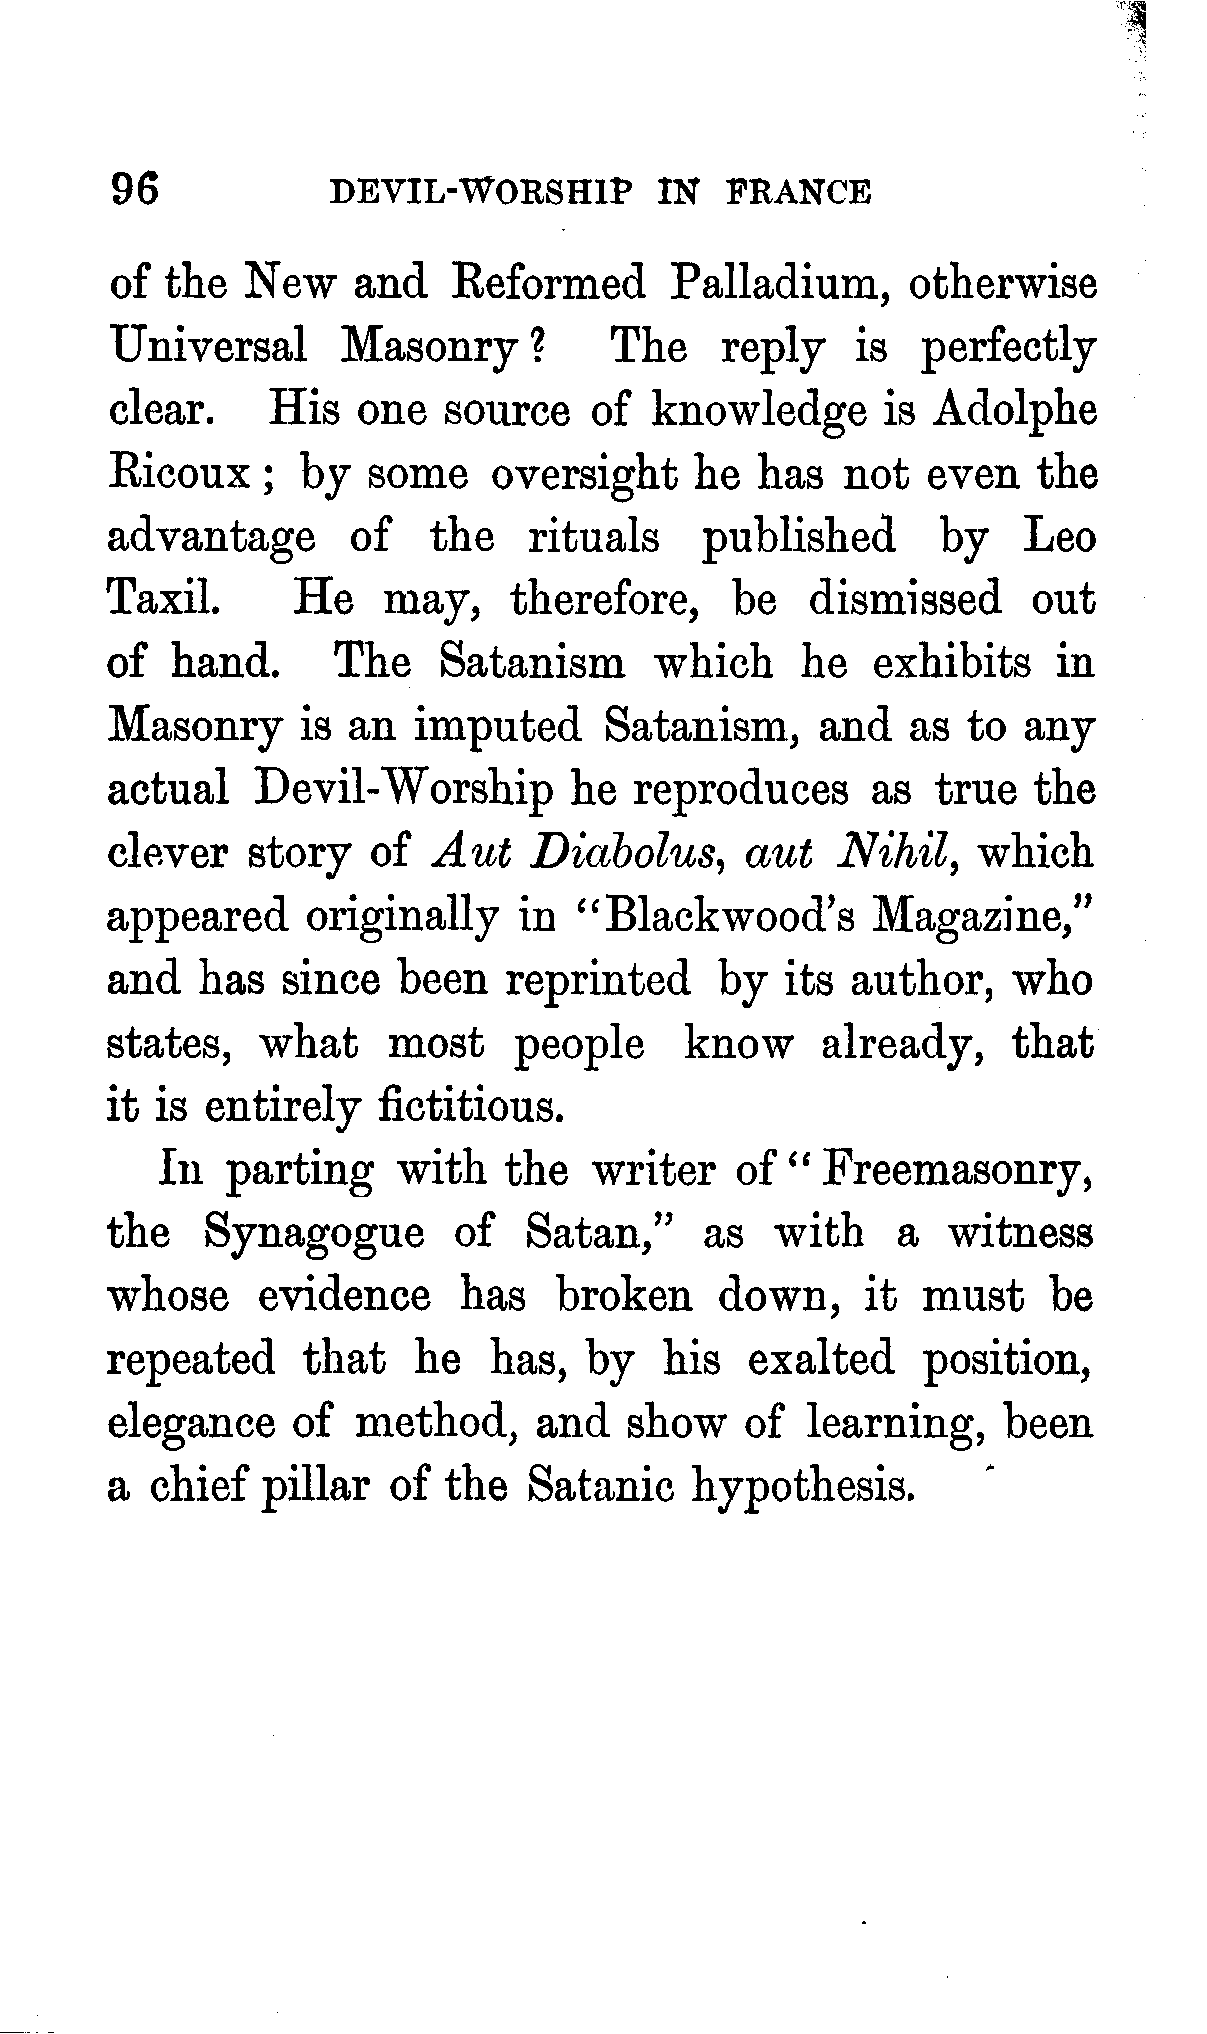 96 DEVIL-WORSHIP IN FRANCE
of the New and Reformed Palladium, otherwise
Universal Masonry ? The reply is perfectly
clear. His one source of knowledge is Adolphe
Ricoux ; by some oversight he has not even the
advantage of the rituals published by Leo
Taxil. He may, therefore, be dismissed out
of hand. The Satanism which he exhibits in
Masonry is an imputed Satanism, and as to any
actual Devil-Worship he reproduces as true the
clever story of Aut Diabolus, aut Nihil, which
appeared originally in “Blackwood’s Magazine,”
and has since been reprinted by its author, who
states, what most people know already, that
it is entirely fictitious.
In parting with the writer of “ Freemasonry,
the Synagogue of Satan,” as with a witness
whose evidence has broken down, it must be
repeated that he has, by his exalted position,
elegance of method, and show of learning, been
a chief pillar of the Satanic hypothesis.